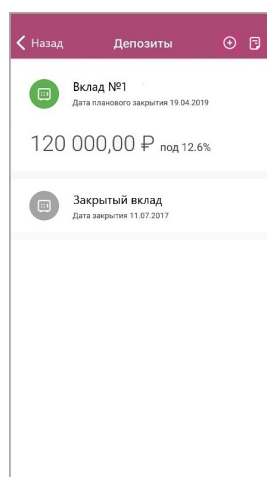 Назад
Депозиты
Вклад №1
Дата планового закрытия 19.04.2019
120 000,00 ₽ под 12.6%
Закрытый вклад
Дата закрытия 11.07.2017